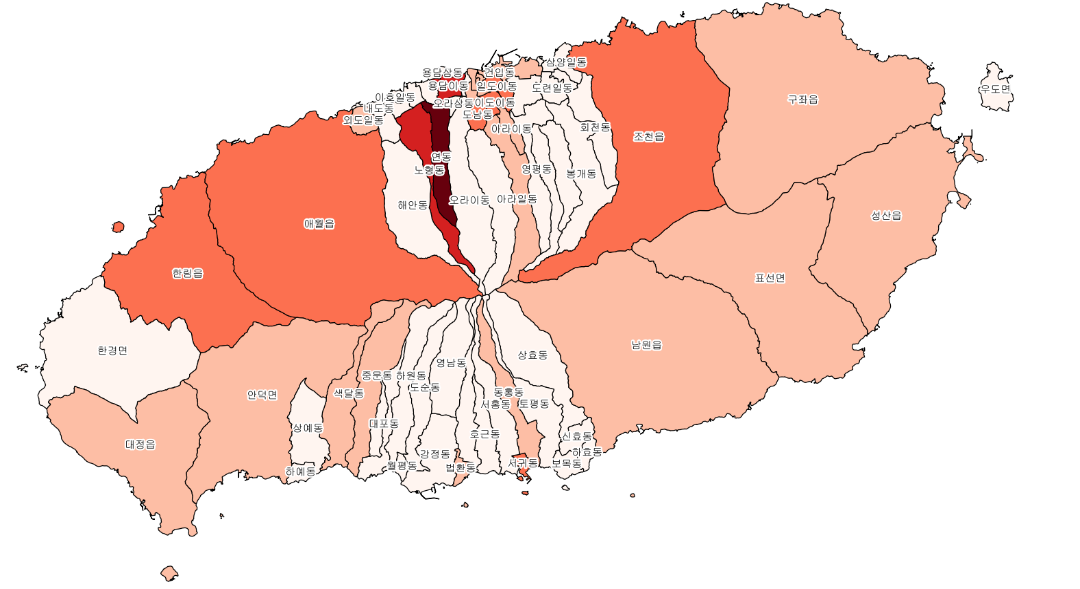 삼양일동
용담삼동
건입동
용담이동
일도이동
도련일동
우도면
이호일동
구좌읍
오라삼동
이도이동
내도동
도남동
외도일동
아라이동
회천동
조천읍
연동
노형동
영평동
봉개동
해안동
오라이동
아라일동
성산읍
애월읍
한림읍
표선면
남원읍
한경면
상효동
영남동
중문동
하원동
도순동
안덕면
색달동
동홍동
서홍동
토평동
대포동
상예동
호근동
신효동
대정읍
하효동
강정동
서귀동
보목동
월평동
법환동
하예동